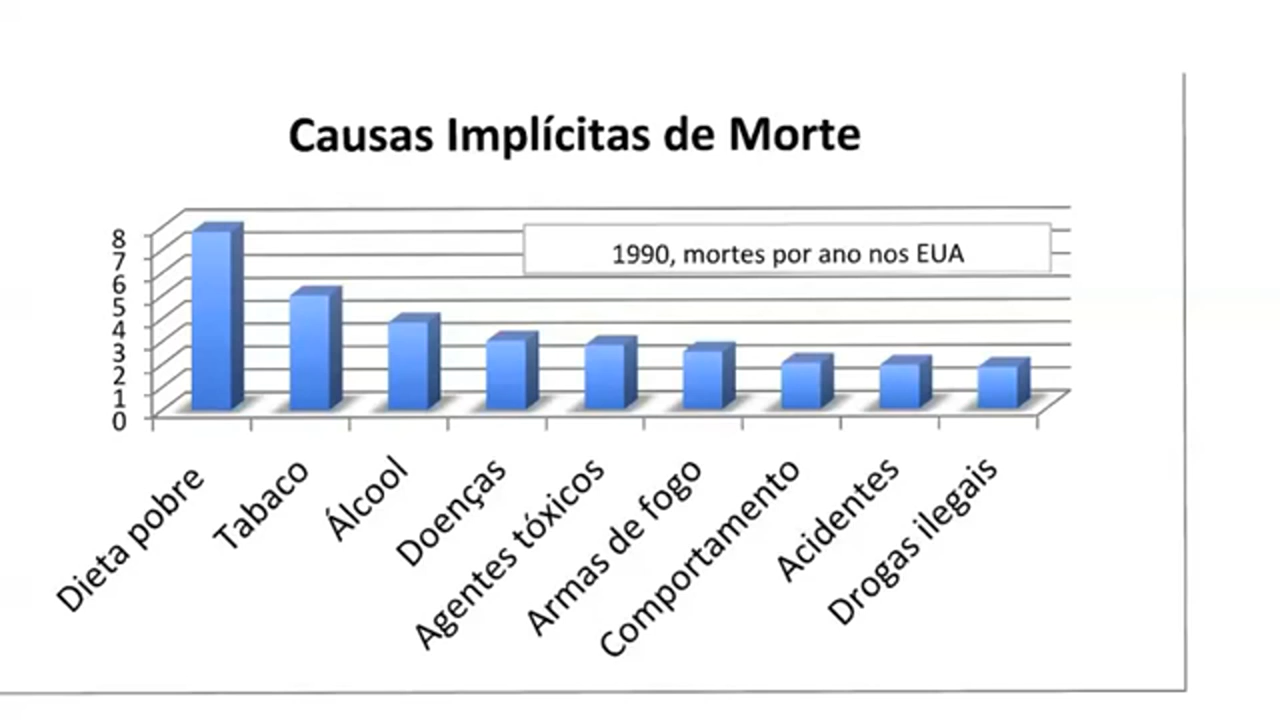 Causas Implícitas de Morte
1990, mortes por ano nos EUA
8
7
6
5
4
3
2
1
0
Dieta pobre
Tabaco
Álcool
Doenças
Agentes tóxicos
Armas de fogo
Comportamento
Acidentes
Drogas ilegais